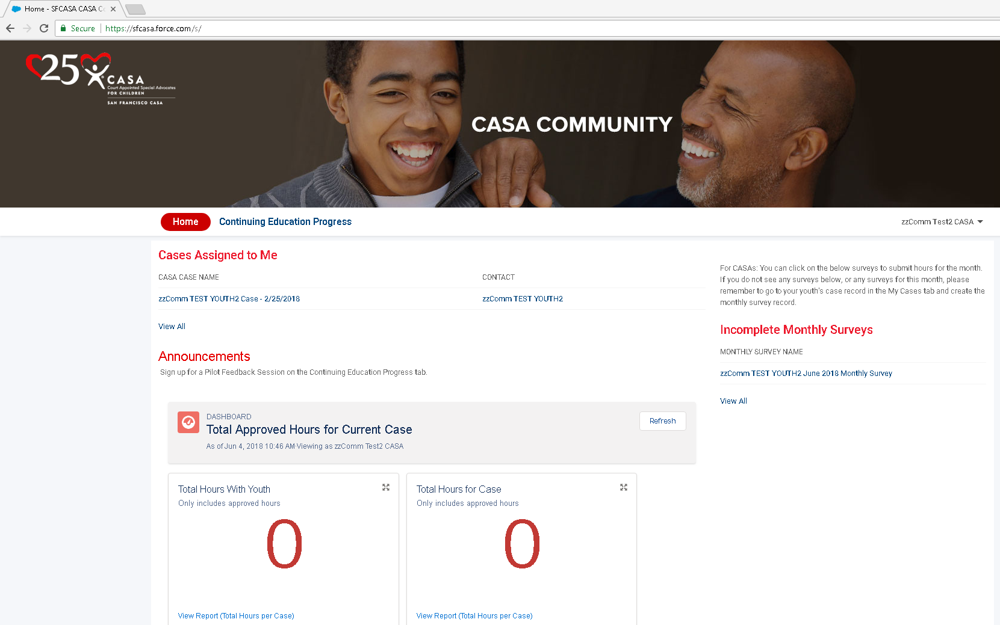 Home - SFCASA CASA Co
Secure
https://sfcasa.force.com/s/
25 CASA
Court Appointed Special Advocates
FOR CHILDREN
SAN FRANCISCO CASA
CASA COMMUNITY
Home
Continuing Education Progress
zzComm Test2 CASA
Cases Assigned to Me
CASA CASE NAME
CONTACT
zzComm TEST YOUTH2 Case - 2/25/2018
zzComm TEST YOUTH2
View All
Announcements
Sign up for a Pilot Feedback Session on the Continuing Education Progress tab.
DASHBOARD
Total Approved Hours for Current Case
As of Jun 4, 2018 10:46 AM·Viewing as zzComm Test2 CASA
Refresh
Total Hours With Youth
Only includes approved hours
0
View Report (Total Hours per Case)
Total Hours for Case
Only includes approved hours
0
View Report (Total Hours per Case)
For CASAs: You can click on the below surveys to submit hours for the month.
If you do not see any surveys below, or any surveys for this month, please
remember to go to your youth's case record in the My Cases tab and create the
monthly survey record.
Incomplete Monthly Surveys
MONTHLY SURVEY NAME
zzComm TEST YOUTH2 June 2018 Monthly Survey
View All